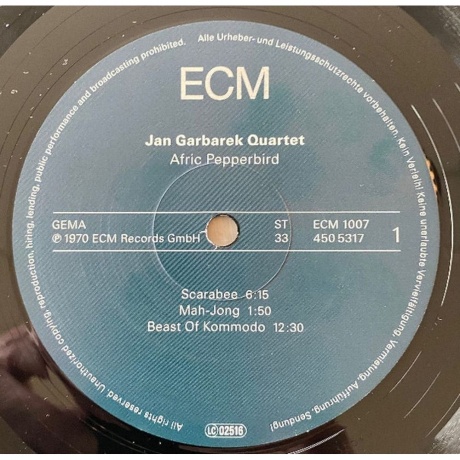 All rights reserved. Unauthorized copying, reproduction, hiring, lending, public performance and broadcasting prohibited.
Alle Urheber- und Leistungsschutzrechte vorbehalten. Kein Verleih! Keine unerlaubte Vervielfältigung, Vermietung, Aufführung, Sendung!
ECM
Jan Garbarek Quartet
Afric Pepperbird
GEMA ST ECM 1007
℗ 1970 ECM Records GmbH 33 450 5317 1
Scarabee 6:15
Mah-Jong 1:50
Beast Of Kommodo 12:30
LC 02516